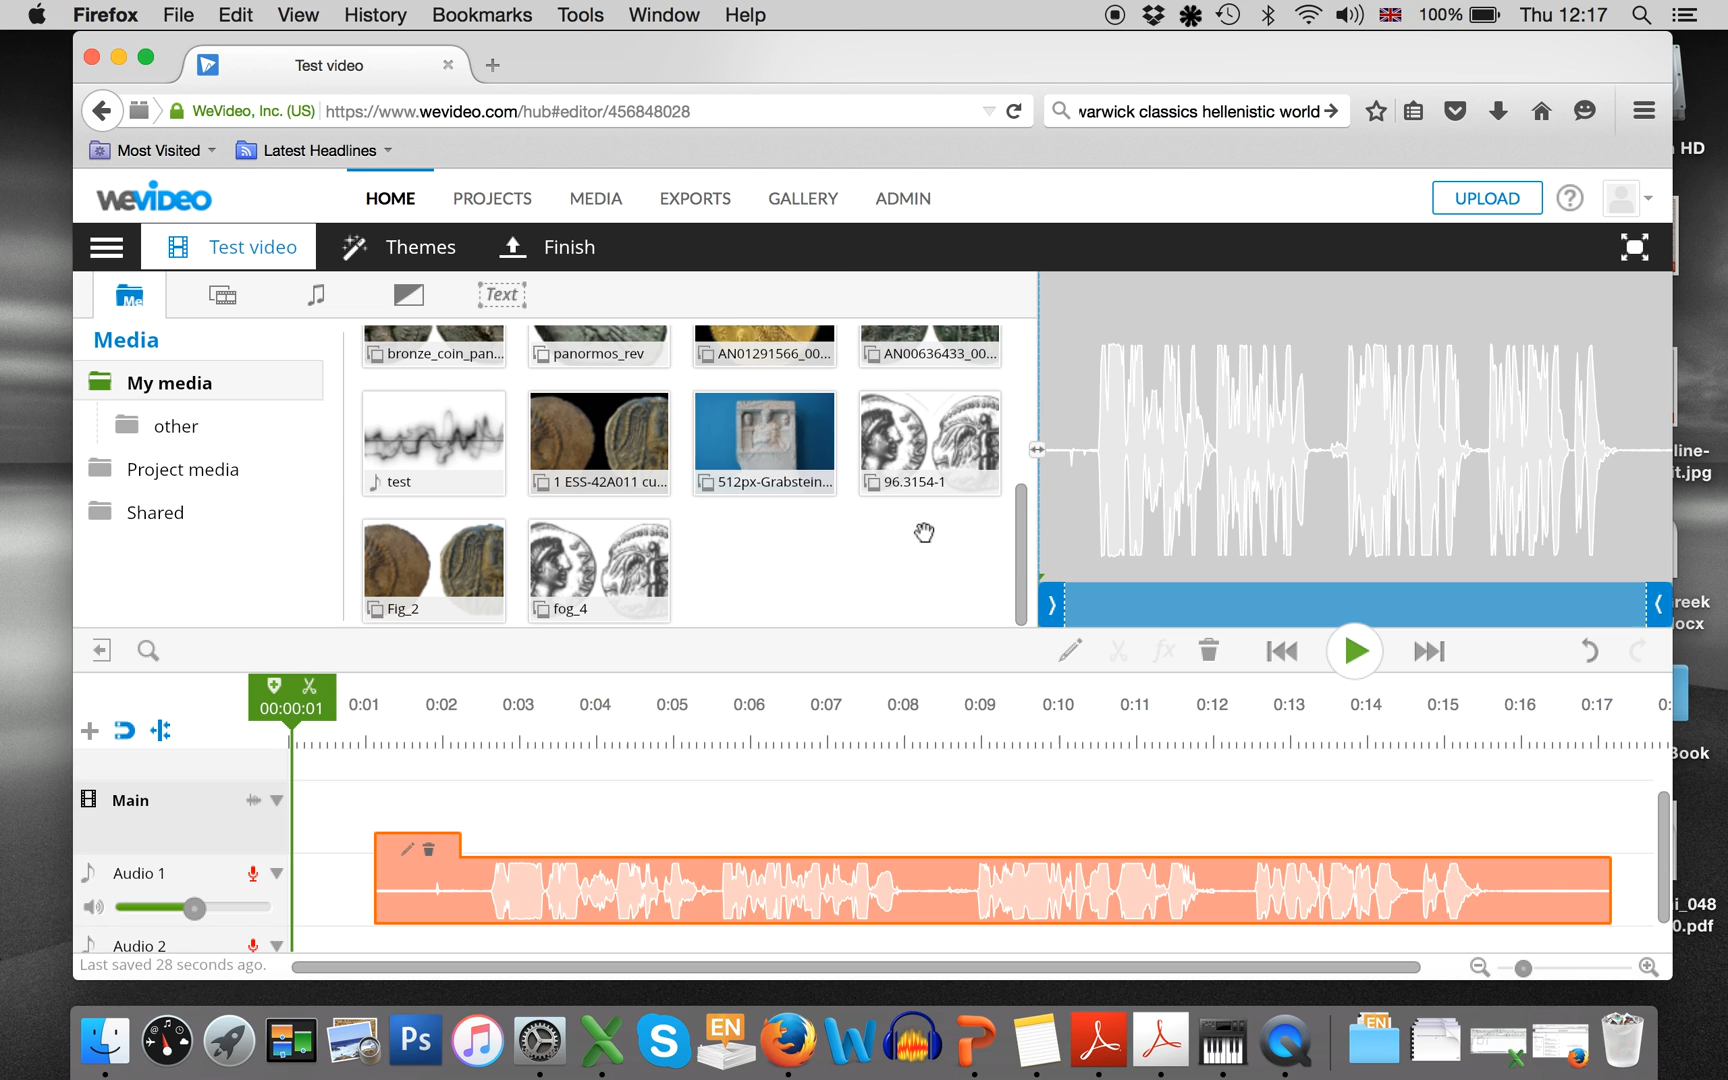 Firefox File Edit View History Bookmarks Tools Window Help 100% Thu 12:17
Test video
WeVideo, Inc. (US) https://www.wevideo.com/hub#editor/456848028 warwick classics hellenistic world
Most Visited Latest Headlines
HD
wevideo HOME PROJECTS MEDIA EXPORTS GALLERY ADMIN UPLOAD ?
Test video Themes Finish
Me Text
Media
bronze_coin_pan... panormos_rev AN01291566_00... AN00636433_00...
My media
other
Project media
Shared
test 1 ESS-42A011 cu... 512px-Grabstein... 96.3154-1
line-
it.jpg
Fig_2 fog_4
reek
ocx
fx
00:00:01 0:01 0:02 0:03 0:04 0:05 0:06 0:07 0:08 0:09 0:10 0:11 0:12 0:13 0:14 0:15 0:16 0:17 0:
Book
Main
Audio 1
i_048
0.pdf
Audio 2
Last saved 28 seconds ago.
Ps EN EN